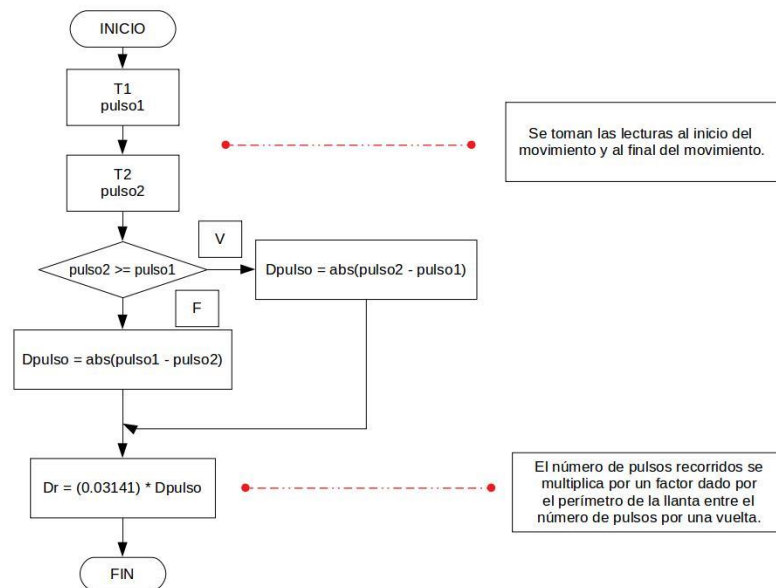 INICIO
T1
pulso1
Se toman las lecturas al inicio del
movimiento y al final del movimiento.
T2
pulso2
V
pulso2 >= pulso1
Dpulso = abs(pulso2 - pulso1)
F
Dpulso = abs(pulso1 - pulso2)
Dr = (0.03141) * Dpulso
El número de pulsos recorridos se
multiplica por un factor dado por
el perímetro de la llanta entre el
número de pulsos por una vuelta.
FIN